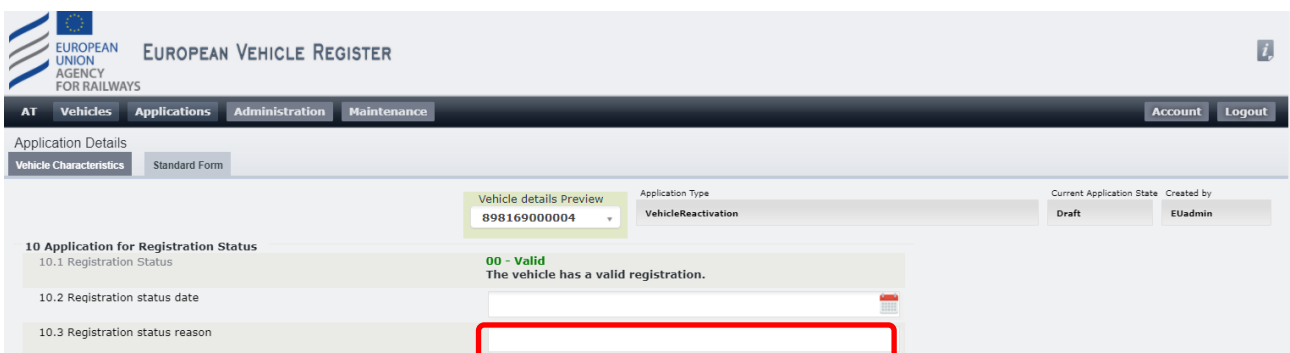 EUROPEAN
UNION
AGENCY
FOR RAILWAYS
EUROPEAN VEHICLE REGISTER
i
AT Vehicles Applications Administration Maintenance Account Logout
Application Details
Vehicle Characteristics Standard Form
Vehicle details Preview Application Type Current Application State Created by
898169000004 VehicleReactivation Draft EUadmin
10 Application for Registration Status
10.1 Registration Status 00 - Valid
The vehicle has a valid registration.
10.2 Registration status date
10.3 Registration status reason